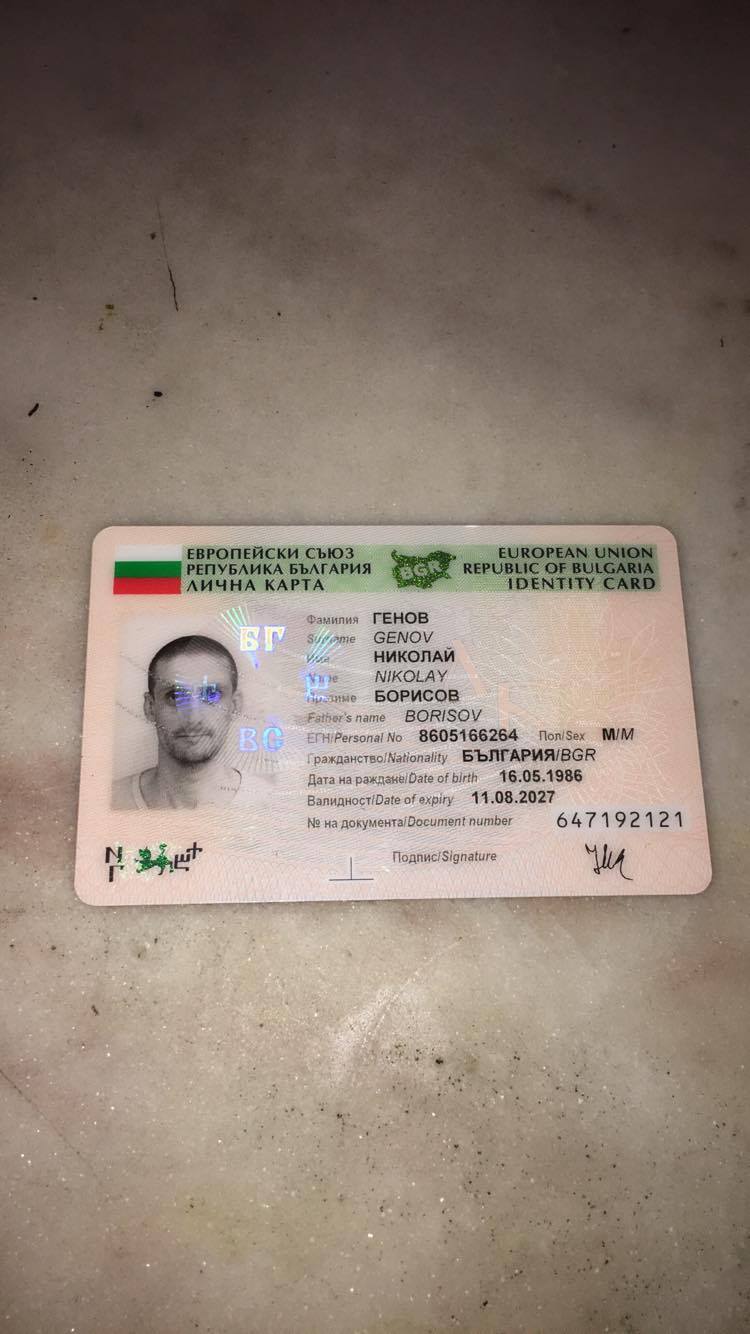 ЕВРОПЕЙСКИ СЪЮЗ
РЕПУБЛИКА БЪЛГАРИЯ
ЛИЧНА КАРТА
BGR
EUROPEAN UNION
REPUBLIC OF BULGARIA
IDENTITY CARD
Фамилия ГЕНОВ
Surname GENOV
Име НИКОЛАЙ
Name NIKOLAY
Презиме БОРИСОВ
Father's name BORISOV
ЕГН/Personal No 8605166264 Пол/Sex М/M
Гражданство/Nationality БЪЛГАРИЯ/BGR
Дата на раждане/Date of birth 16.05.1986
Валидност/Date of expiry 11.08.2027
№ на документа/Document number 647192121
Подпис/Signature
БГ
BG